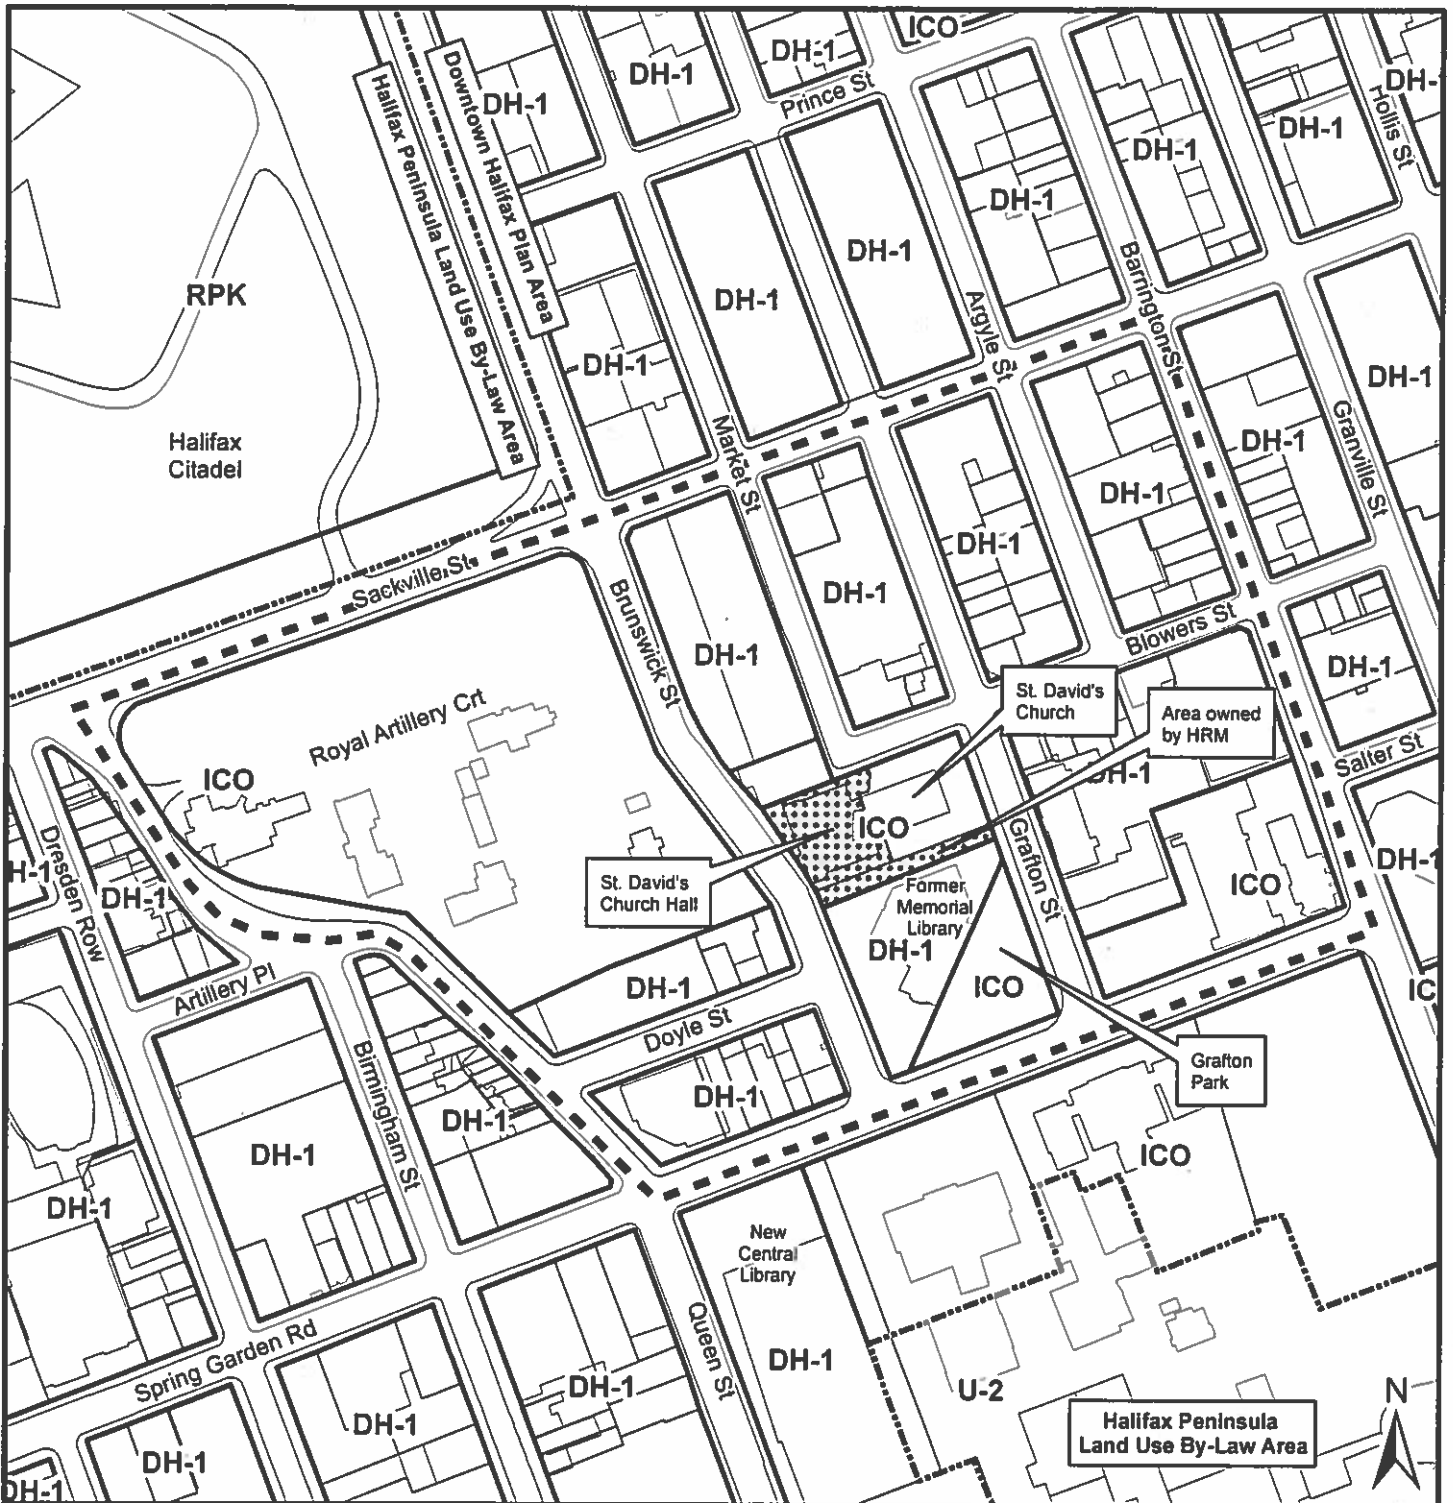 ICO
DH-1
DH-1
DH-1
DH-
Prince St
Hollis St
DH-1
DH-1
DH-1
Downtown Halifax Plan Area
Halifax Peninsula Land Use By-Law Area
DH-1
RPK
DH-1
DH-1
Argyle St
Barrington St
DH-1
DH-1
Halifax
Citadel
Market St
DH-1
Granville St
DH-1
DH-1
Sackville St
Brunswick St
DH-1
Blowers St
DH-1
DH-1
St. David's
Church
Area owned
by HRM
Royal Artillery Crt
Salter St
ICO
DH-1
ICO
Grafton St
Dresden Row
H-1
DH-1
St. David's
Church Hall
Former
Memorial
Library
ICO
DH-1
DH-1
Artillery Pl
DH-1
ICO
IC
Doyle St
Birmingham St
Grafton
Park
DH-1
DH-1
DH-1
ICO
DH-1
New
Central
Library
Queen St
Spring Garden Rd
DH-1
U-2
DH-1
DH-1
DH-1
DH-1
Halifax Peninsula
Land Use By-Law Area
N